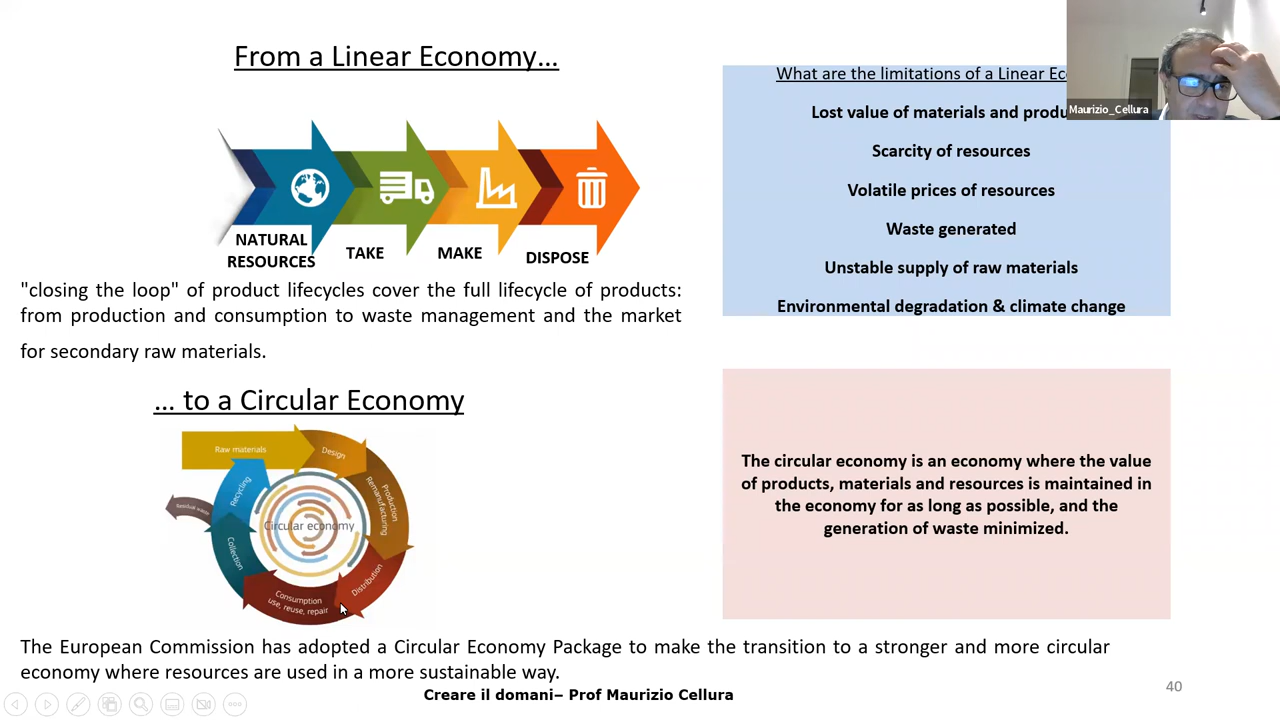 From a Linear Economy…
NATURAL
RESOURCES
TAKE
MAKE
DISPOSE
"closing the loop" of product lifecycles cover the full lifecycle of products:
from production and consumption to waste management and the market
for secondary raw materials.
… to a Circular Economy
Raw materials
Design
Production
Remanufacturing
Distribution
Consumption
use, reuse, repair
Collection
Recycling
Residual waste
Circular economy
What are the limitations of a Linear
Lost value of materials and
Scarcity of resources
Volatile prices of resources
Waste generated
Unstable supply of raw materials
Environmental degradation & climate change
Maurizio_Cellura
The circular economy is an economy where the value
of products, materials and resources is maintained in
the economy for as long as possible, and the
generation of waste minimized.
The European Commission has adopted a Circular Economy Package to make the transition to a stronger and more circular
economy where resources are used in a more sustainable way.
Creare il domani– Prof Maurizio Cellura
40